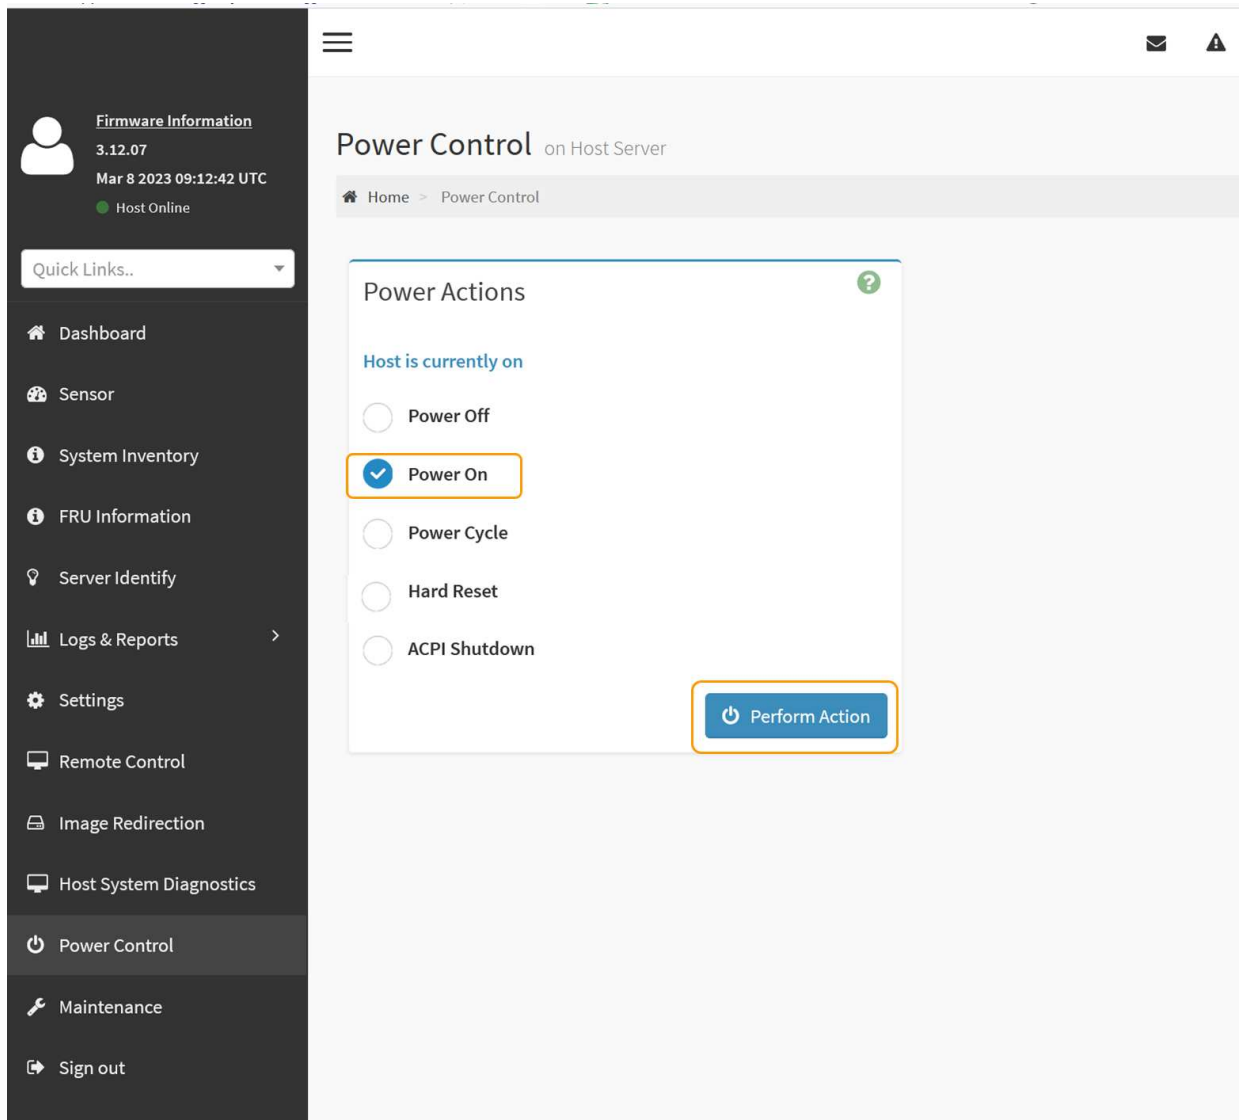 Firmware Information
3.12.07
Mar 8 2023 09:12:42 UTC
Host Online
Quick Links..
Dashboard
Sensor
System Inventory
FRU Information
Server Identify
Logs & Reports
Settings
Remote Control
Image Redirection
Host System Diagnostics
Power Control
Maintenance
Sign out
Power Control on Host Server
Home > Power Control
Power Actions
Host is currently on
Power Off
Power On
Power Cycle
Hard Reset
ACPI Shutdown
Perform Action